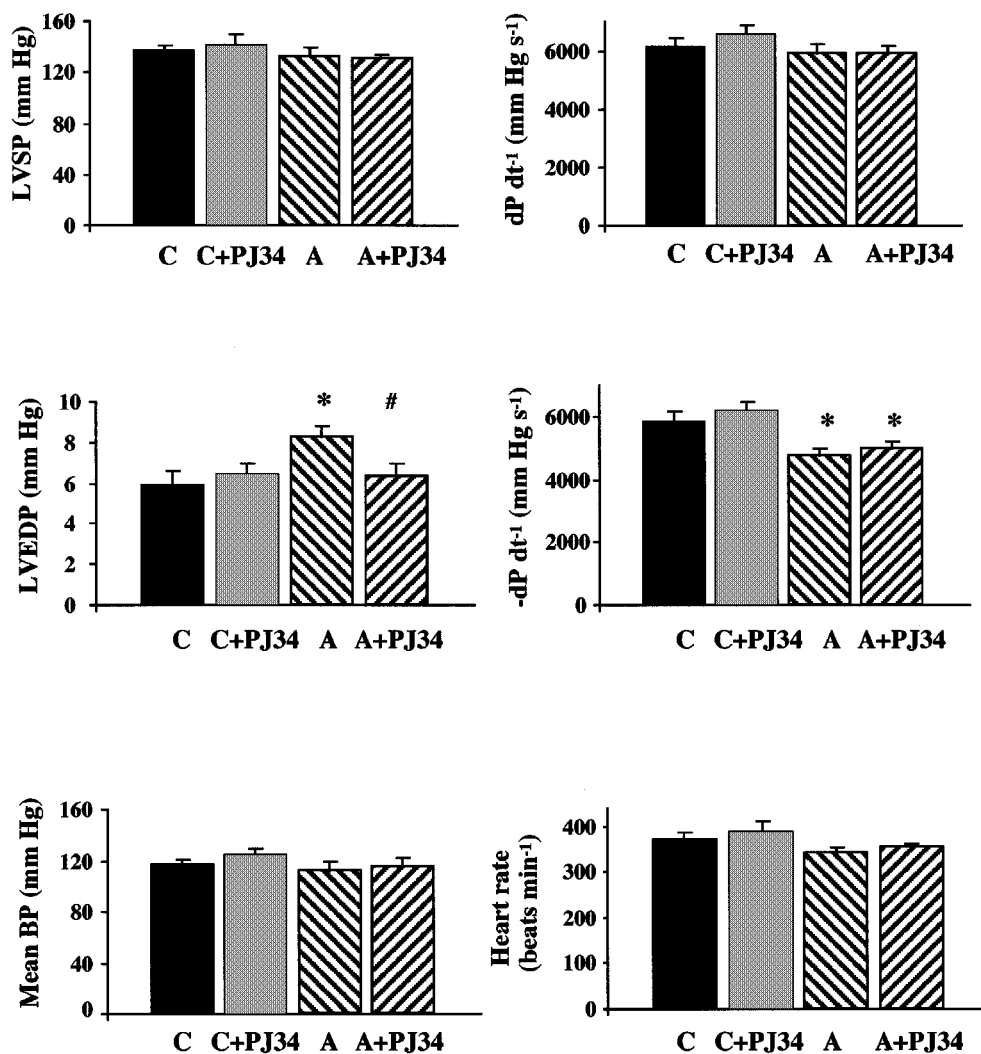 LVSP (mm Hg)
160
120
80
40
0
C C+PJ34 A A+PJ34
dP dt⁻¹ (mm Hg s⁻¹)
6000
4000
2000
0
C C+PJ34 A A+PJ34
LVEDP (mm Hg)
10
8
6
4
2
0
* #
C C+PJ34 A A+PJ34
-dP dt⁻¹ (mm Hg s⁻¹)
6000
4000
2000
0
* *
C C+PJ34 A A+PJ34
Mean BP (mm Hg)
160
120
80
40
0
C C+PJ34 A A+PJ34
Heart rate
(beats min⁻¹)
400
300
200
100
0
C C+PJ34 A A+PJ34